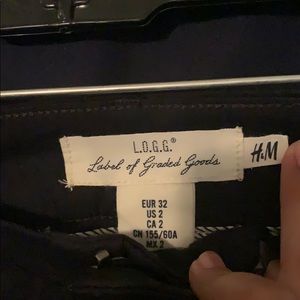 L.O.G.G.®
Label of Graded Goods
H&M
EUR 32
US 2
CA 2
CN 155/60A
MX 2